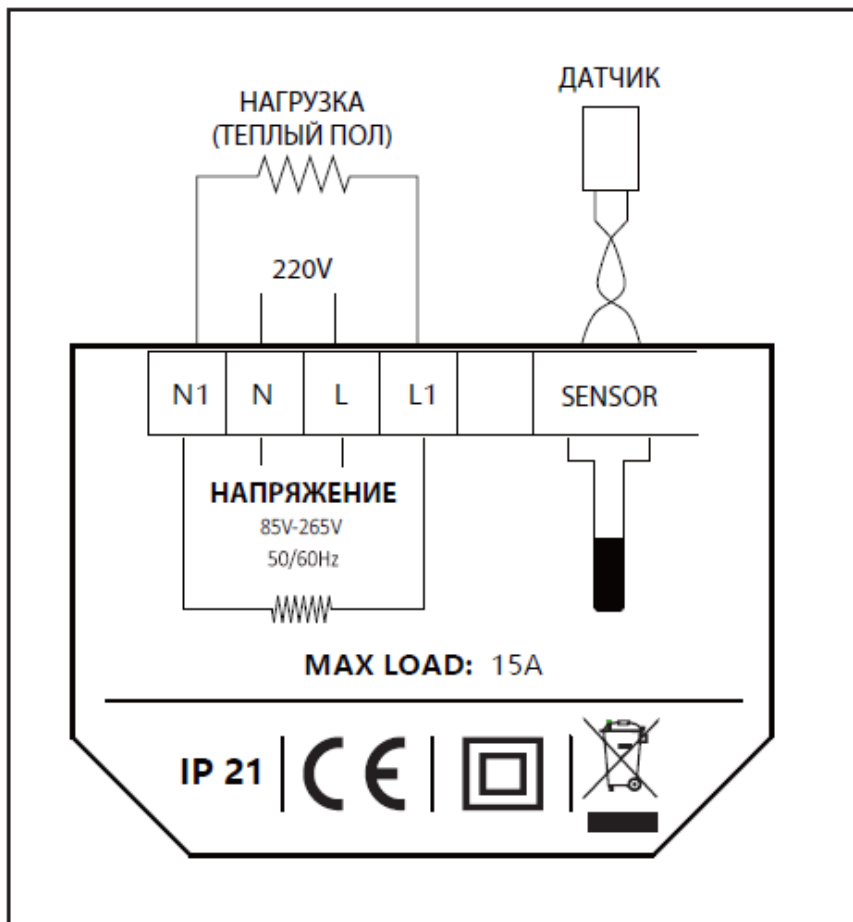 ДАТЧИК
НАГРУЗКА
(ТЕПЛЫЙ ПОЛ)
220V
N1 N L L1 SENSOR
НАПРЯЖЕНИЕ
85V-265V
50/60Hz
MAX LOAD: 15A
IP 21 CE